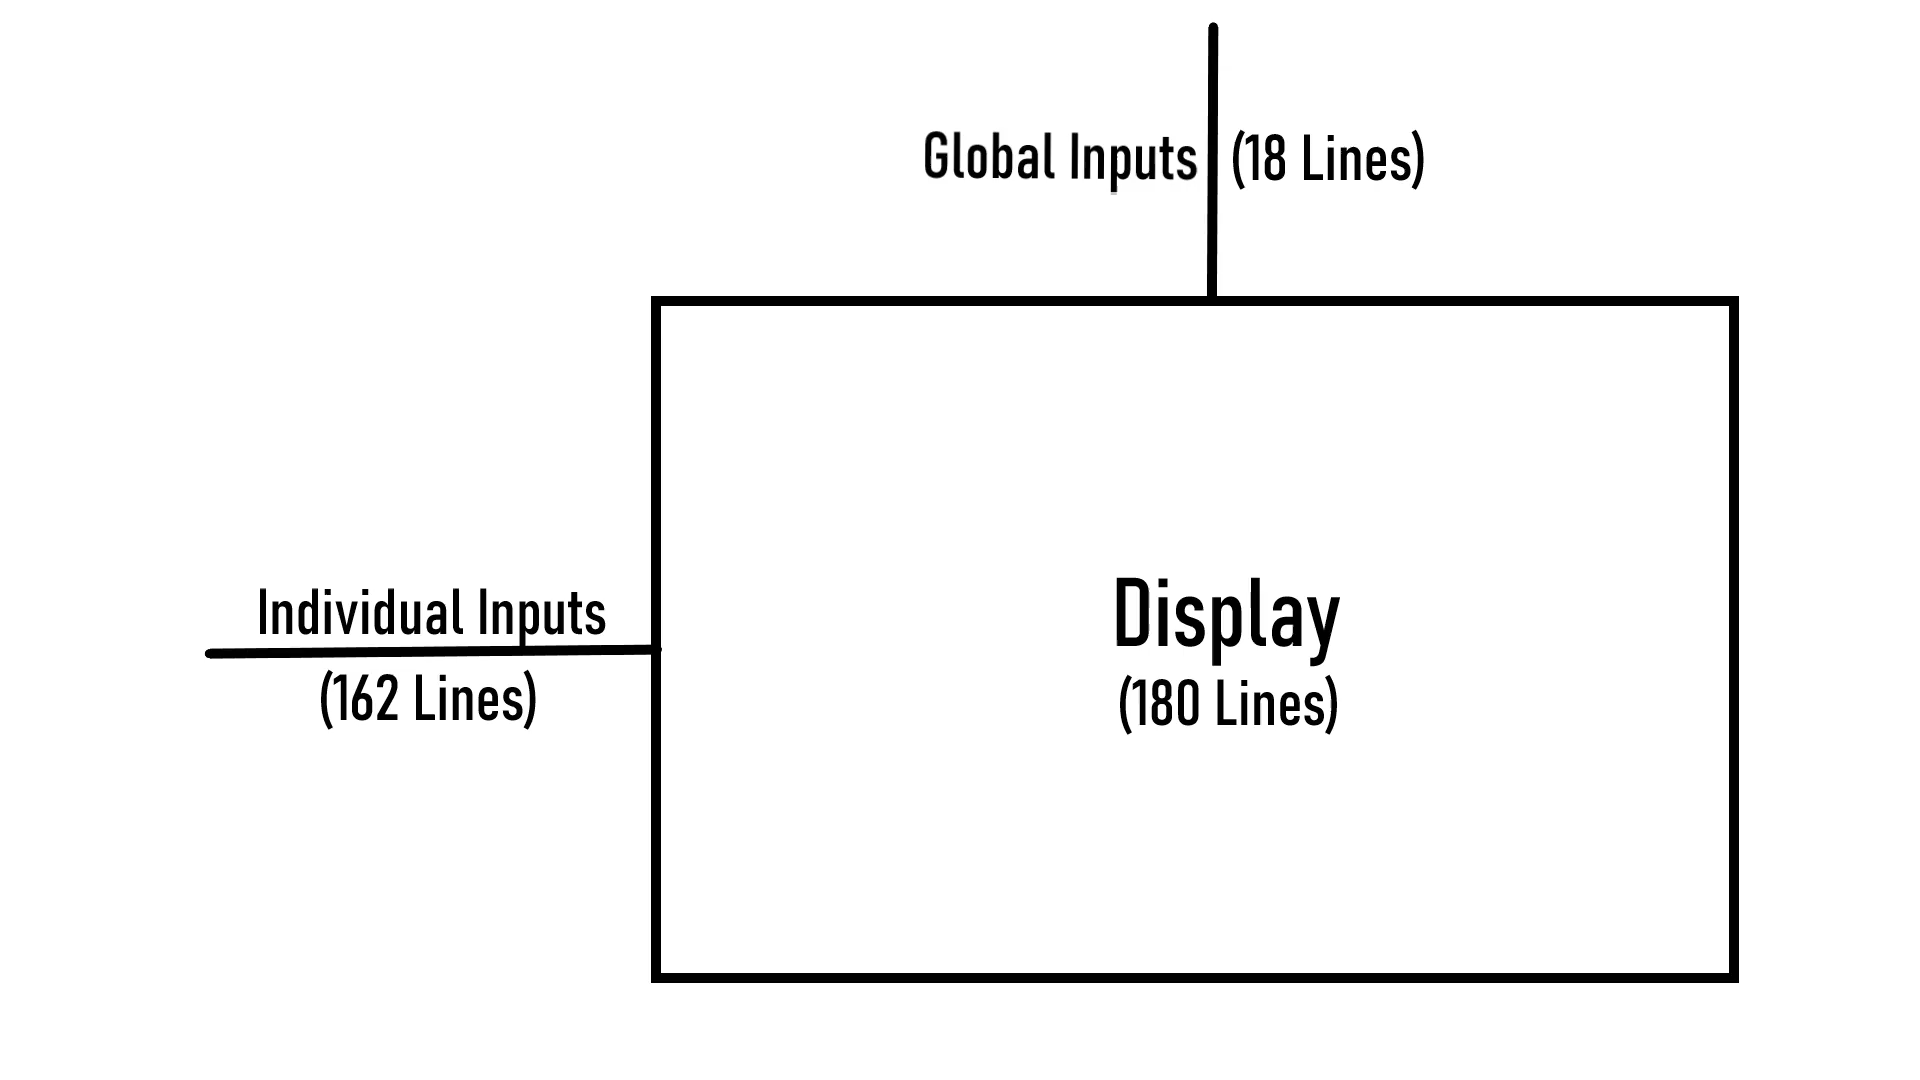 Global Inputs (18 Lines)
Individual Inputs
(162 Lines)
Display
(180 Lines)